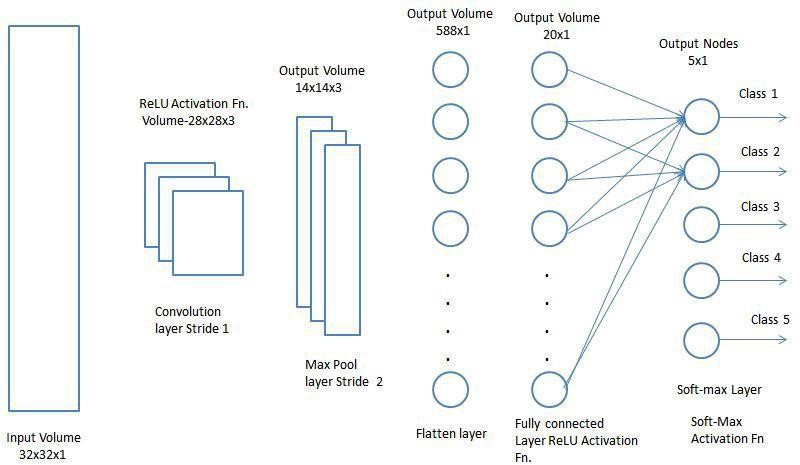 Input Volume
32x32x1
ReLU Activation Fn.
Volume-28x28x3
Convolution
layer Stride 1
Output Volume
14x14x3
Max Pool
layer Stride 2
Output Volume
588x1
.
.
.
.
Flatten layer
Output Volume
20x1
.
.
.
.
Fully connected
Layer ReLU Activation
Fn.
Output Nodes
5x1
Class 1
Class 2
Class 3
Class 4
Class 5
Soft-max Layer
Soft-Max
Activation Fn